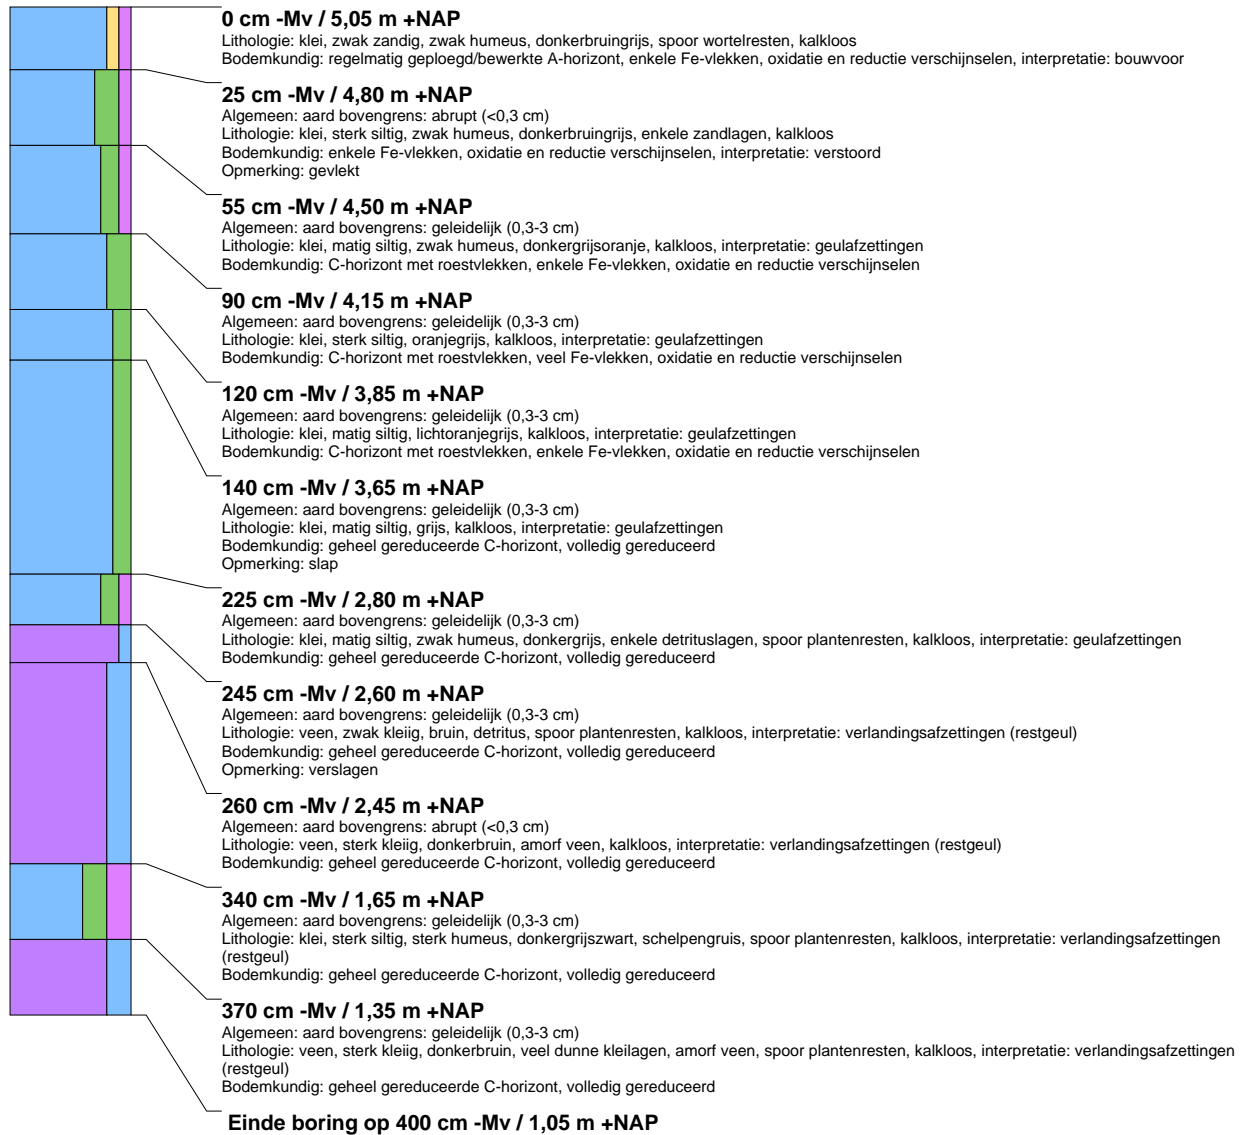 0 cm -Mv / 5,05 m +NAP
Lithologie: klei, zwak zandig, zwak humeus, donkerbruingrijs, spoor wortelresten, kalkloos
Bodemkundig: regelmatig geploegd/bewerkte A-horizont, enkele Fe-vlekken, oxidatie en reductie verschijnselen, interpretatie: bouwvoor
25 cm -Mv / 4,80 m +NAP
Algemeen: aard bovengrens: abrupt (<0,3 cm)
Lithologie: klei, sterk siltig, zwak humeus, donkerbruingrijs, enkele zandlagen, kalkloos
Bodemkundig: enkele Fe-vlekken, oxidatie en reductie verschijnselen, interpretatie: verstoord
Opmerking: gevlekt
55 cm -Mv / 4,50 m +NAP
Algemeen: aard bovengrens: geleidelijk (0,3-3 cm)
Lithologie: klei, matig siltig, zwak humeus, donkergrijsoranje, kalkloos, interpretatie: geulafzettingen
Bodemkundig: C-horizont met roestvlekken, enkele Fe-vlekken, oxidatie en reductie verschijnselen
90 cm -Mv / 4,15 m +NAP
Algemeen: aard bovengrens: geleidelijk (0,3-3 cm)
Lithologie: klei, sterk siltig, oranjegrijs, kalkloos, interpretatie: geulafzettingen
Bodemkundig: C-horizont met roestvlekken, veel Fe-vlekken, oxidatie en reductie verschijnselen
120 cm -Mv / 3,85 m +NAP
Algemeen: aard bovengrens: geleidelijk (0,3-3 cm)
Lithologie: klei, matig siltig, lichtoranjegrijs, kalkloos, interpretatie: geulafzettingen
Bodemkundig: C-horizont met roestvlekken, enkele Fe-vlekken, oxidatie en reductie verschijnselen
140 cm -Mv / 3,65 m +NAP
Algemeen: aard bovengrens: geleidelijk (0,3-3 cm)
Lithologie: klei, matig siltig, grijs, kalkloos, interpretatie: geulafzettingen
Bodemkundig: geheel gereduceerde C-horizont, volledig gereduceerd
Opmerking: slap
225 cm -Mv / 2,80 m +NAP
Algemeen: aard bovengrens: geleidelijk (0,3-3 cm)
Lithologie: klei, matig siltig, zwak humeus, donkergrijs, enkele detrituslagen, spoor plantenresten, kalkloos, interpretatie: geulafzettingen
Bodemkundig: geheel gereduceerde C-horizont, volledig gereduceerd
245 cm -Mv / 2,60 m +NAP
Algemeen: aard bovengrens: geleidelijk (0,3-3 cm)
Lithologie: veen, zwak kleiig, bruin, detritus, spoor plantenresten, kalkloos, interpretatie: verlandingsafzettingen (restgeul)
Bodemkundig: geheel gereduceerde C-horizont, volledig gereduceerd
Opmerking: verslagen
260 cm -Mv / 2,45 m +NAP
Algemeen: aard bovengrens: abrupt (<0,3 cm)
Lithologie: veen, sterk kleiig, donkerbruin, amorf veen, kalkloos, interpretatie: verlandingsafzettingen (restgeul)
Bodemkundig: geheel gereduceerde C-horizont, volledig gereduceerd
340 cm -Mv / 1,65 m +NAP
Algemeen: aard bovengrens: geleidelijk (0,3-3 cm)
Lithologie: klei, sterk siltig, sterk humeus, donkergrijszwart, schelpengruis, spoor plantenresten, kalkloos, interpretatie: verlandingsafzettingen
(restgeul)
Bodemkundig: geheel gereduceerde C-horizont, volledig gereduceerd
370 cm -Mv / 1,35 m +NAP
Algemeen: aard bovengrens: geleidelijk (0,3-3 cm)
Lithologie: veen, sterk kleiig, donkerbruin, veel dunne kleilagen, amorf veen, spoor plantenresten, kalkloos, interpretatie: verlandingsafzettingen
(restgeul)
Bodemkundig: geheel gereduceerde C-horizont, volledig gereduceerd
Einde boring op 400 cm -Mv / 1,05 m +NAP